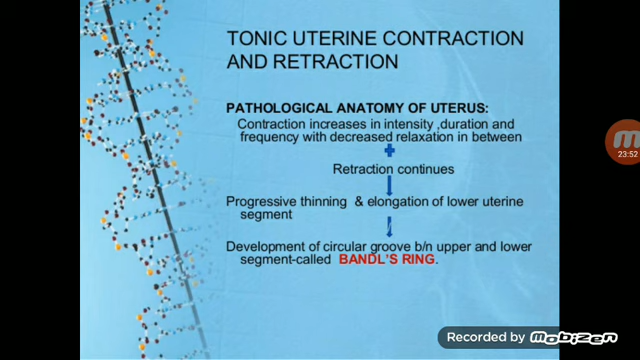 TONIC UTERINE CONTRACTION
AND RETRACTION
PATHOLOGICAL ANATOMY OF UTERUS:
Contraction increases in intensity ,duration and
frequency with decreased relaxation in between
Retraction continues
Progressive thinning & elongation of lower uterine
segment
Development of circular groove b/n upper and lower
segment-called BANDL'S RING.
23:52
Recorded by mobizen